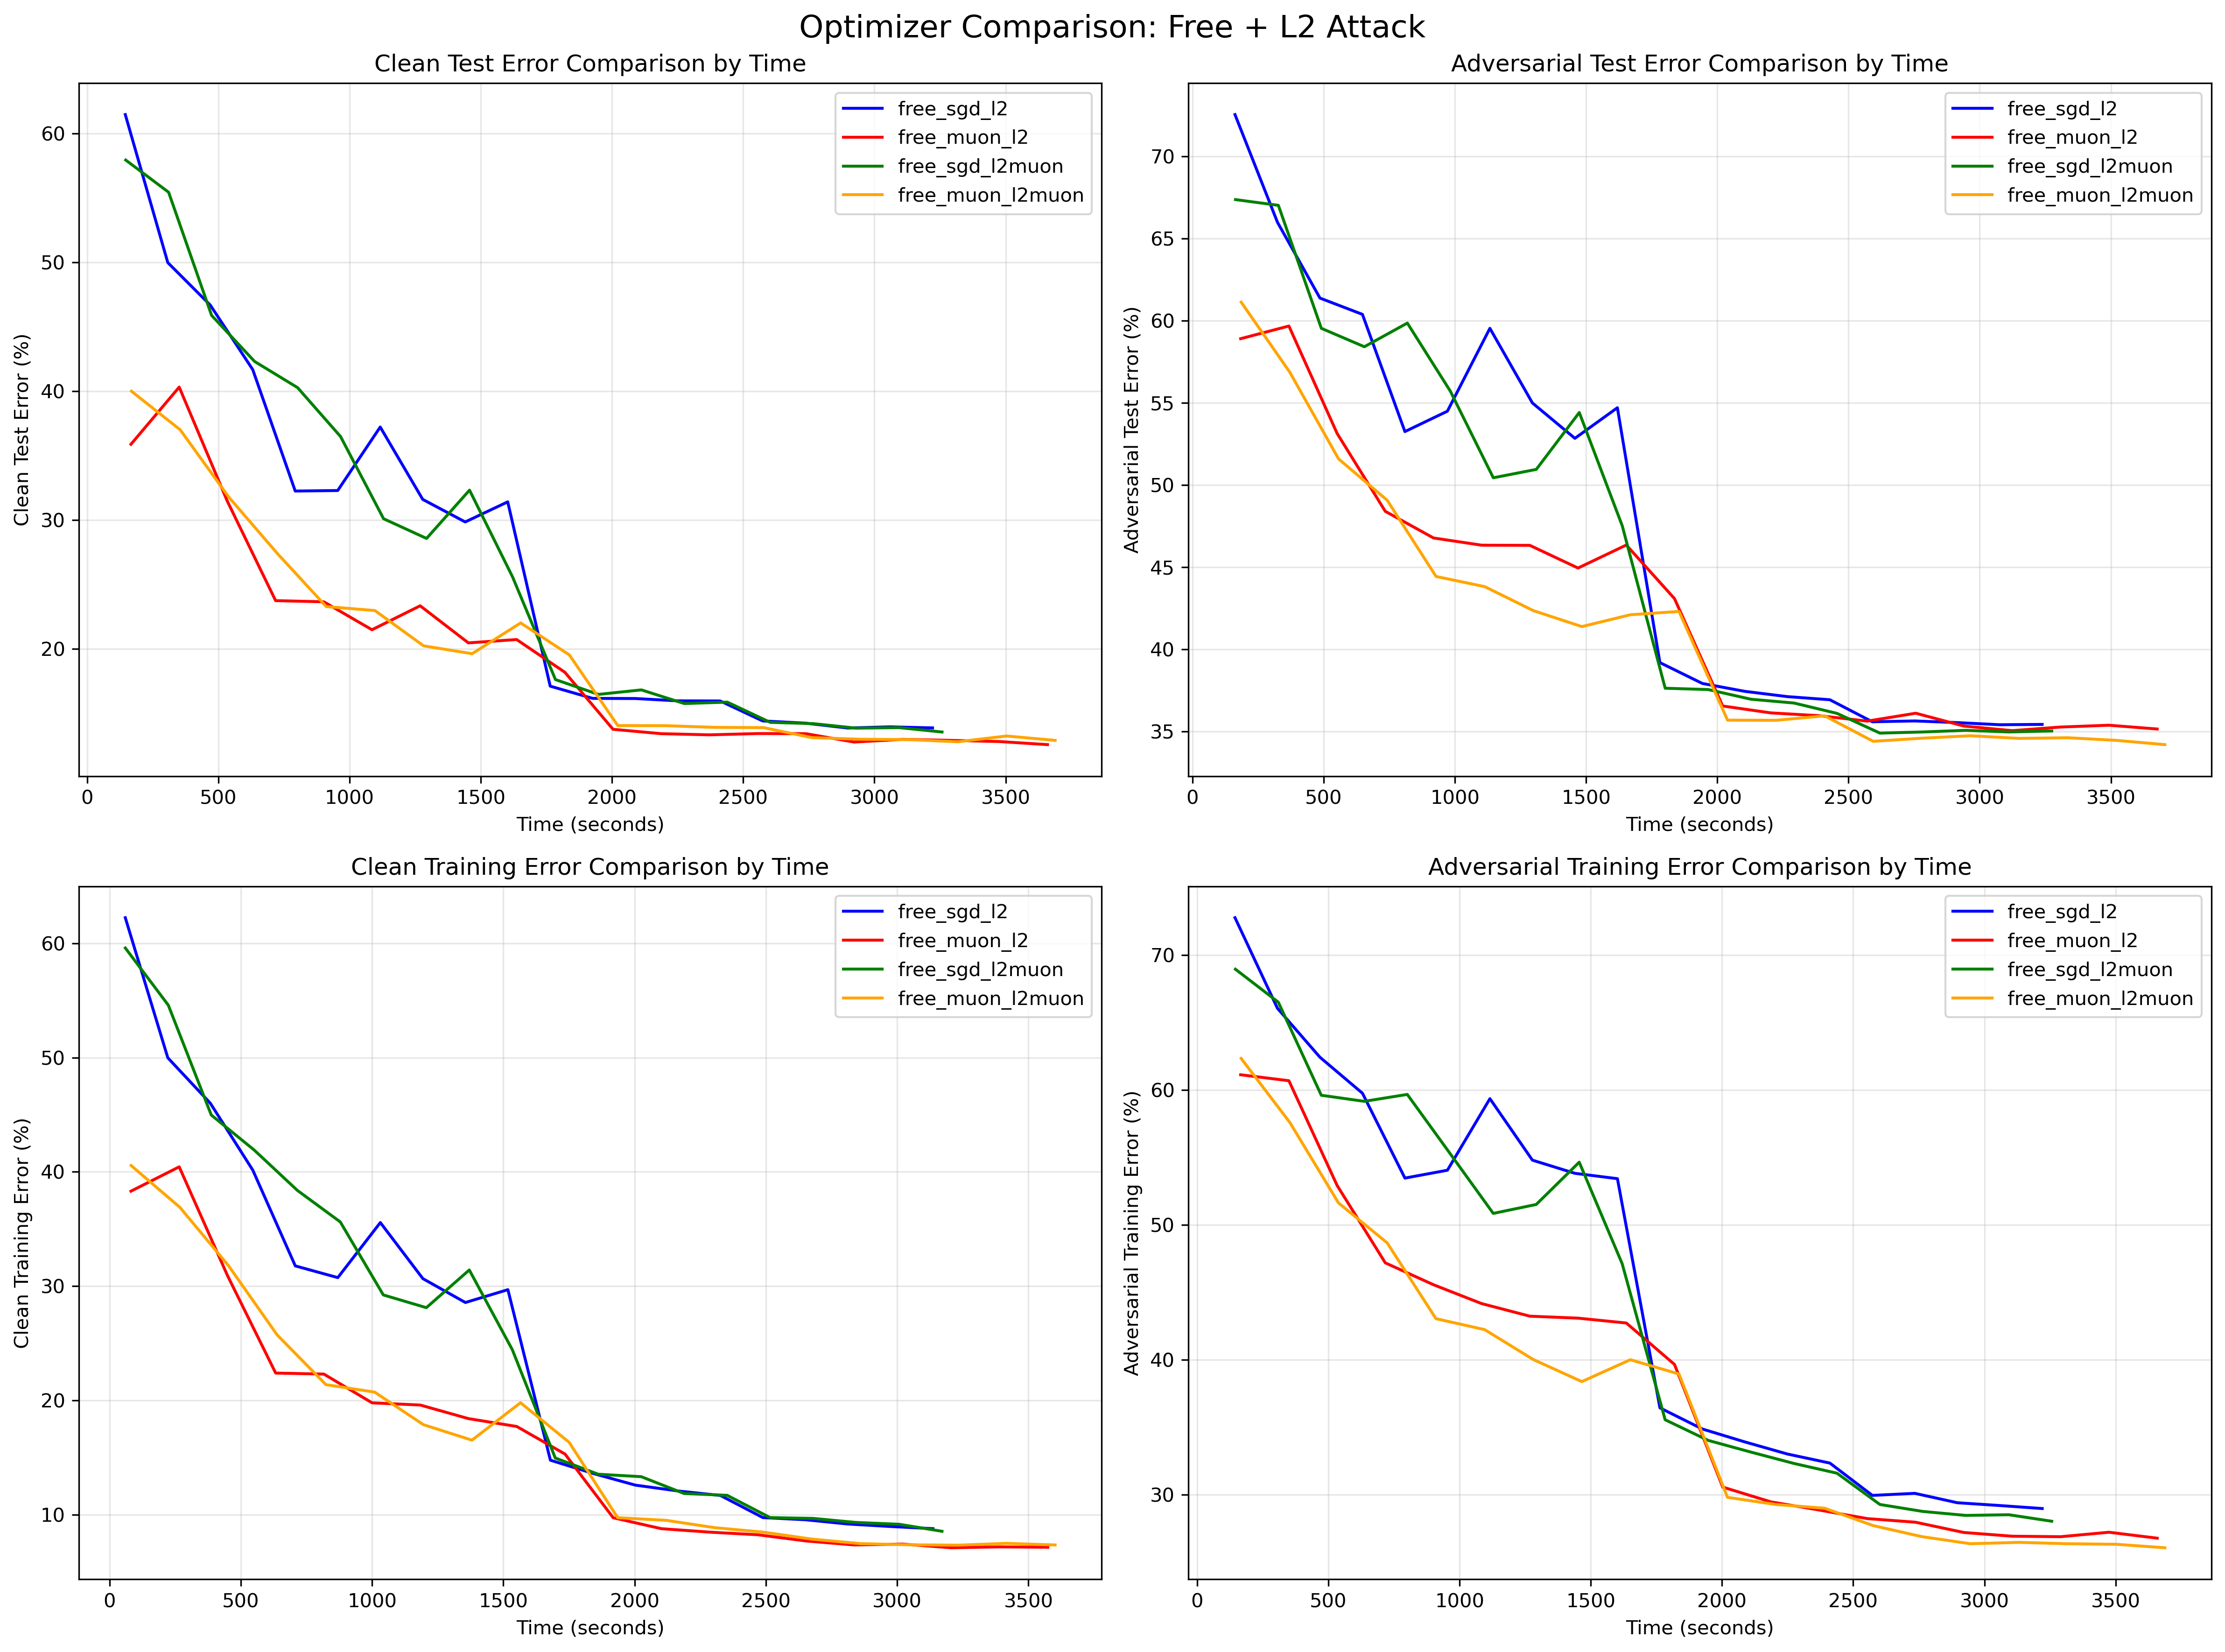 Optimizer Comparison: Free + L2 Attack
Clean Test Error Comparison by Time
Clean Test Error (%)
60
50
40
30
20
0 500 1000 1500 2000 2500 3000 3500
Time (seconds)
free_sgd_l2
free_muon_l2
free_sgd_l2muon
free_muon_l2muon
Adversarial Test Error Comparison by Time
Adversarial Test Error (%)
70
65
60
55
50
45
40
35
0 500 1000 1500 2000 2500 3000 3500
Time (seconds)
free_sgd_l2
free_muon_l2
free_sgd_l2muon
free_muon_l2muon
Clean Training Error Comparison by Time
Clean Training Error (%)
60
50
40
30
20
10
0 500 1000 1500 2000 2500 3000 3500
Time (seconds)
free_sgd_l2
free_muon_l2
free_sgd_l2muon
free_muon_l2muon
Adversarial Training Error Comparison by Time
Adversarial Training Error (%)
70
60
50
40
30
0 500 1000 1500 2000 2500 3000 3500
Time (seconds)
free_sgd_l2
free_muon_l2
free_sgd_l2muon
free_muon_l2muon